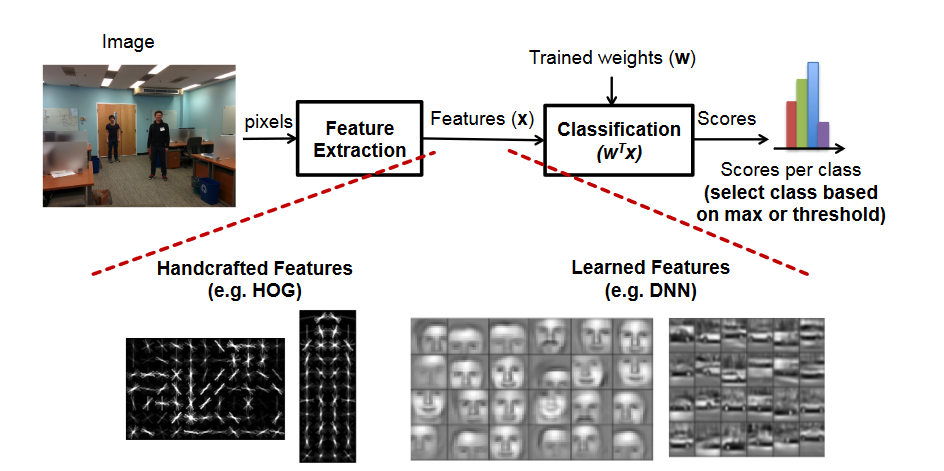 Image
pixels
Feature
Extraction
Features (x)
Trained weights (w)
Classification
(wᵀx)
Scores
Scores per class
(select class based
on max or threshold)
Handcrafted Features
(e.g. HOG)
Learned Features
(e.g. DNN)